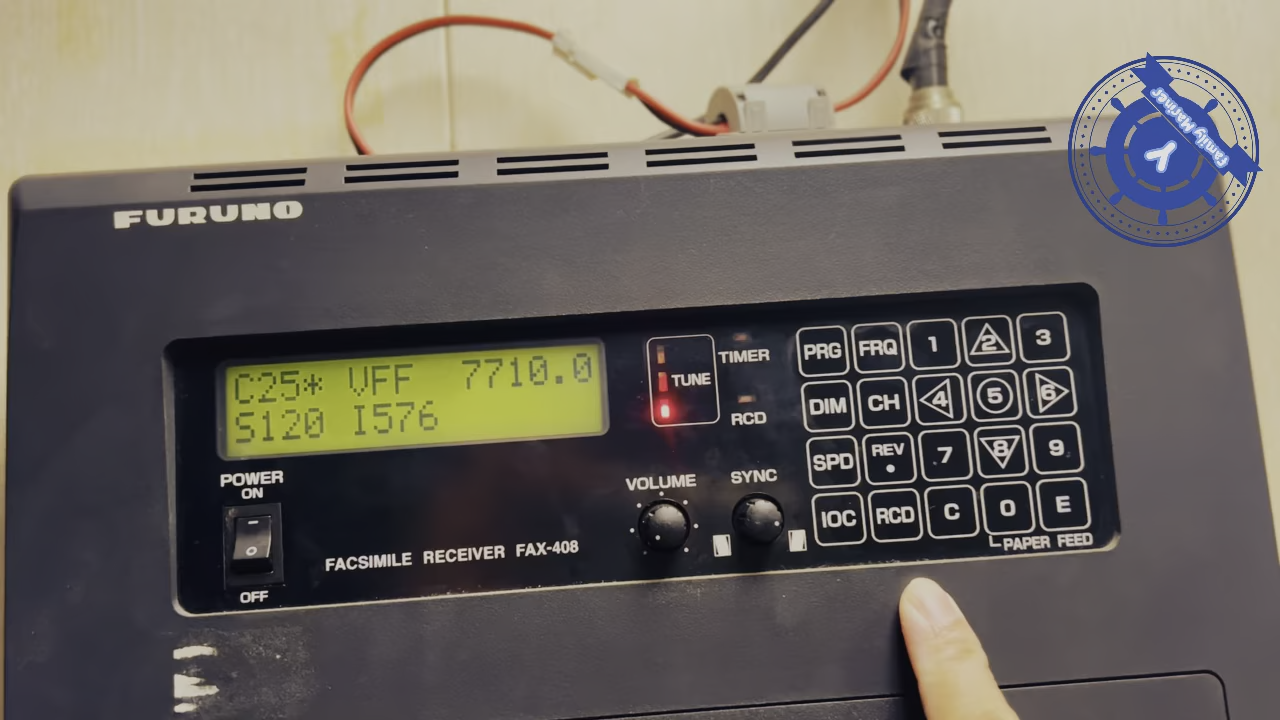 Family Mariner
FURUNO
C25* VFF 7710.0
S120 I576
TUNE
TIMER
RCD
POWER
ON
OFF
VOLUME
SYNC
FACSIMILE RECEIVER FAX-408
PRG FRQ 1 2 3
DIM CH 4 5 6
SPD REV 7 8 9
IOC RCD C 0 E
PAPER FEED